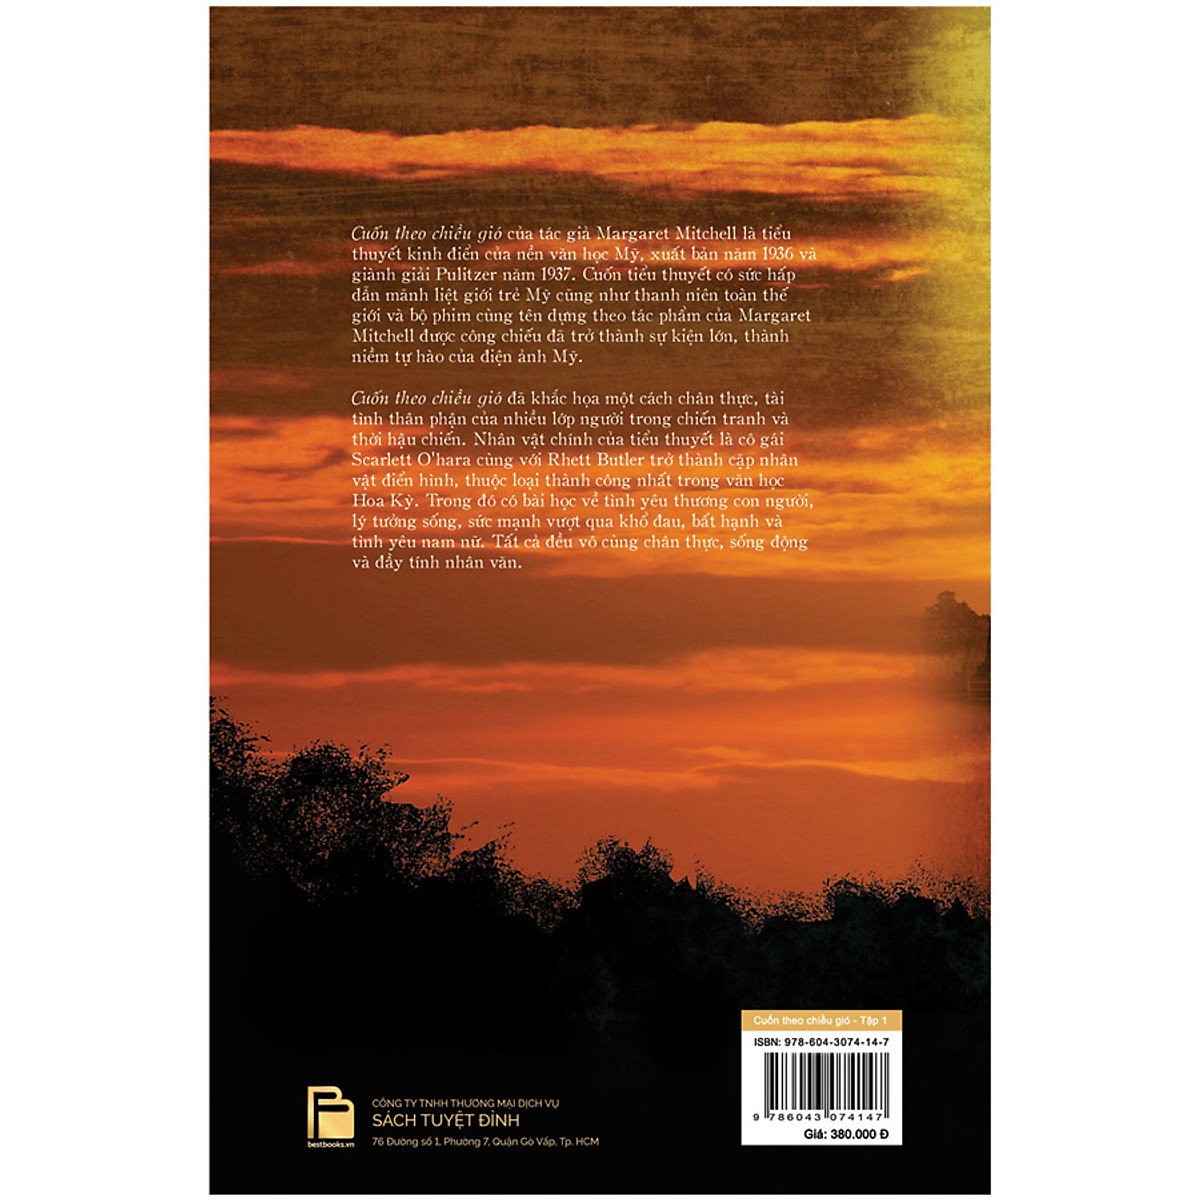 Cuốn theo chiều gió của tác giả Margaret Mitchell là tiểu
thuyết kinh điển của nền văn học Mỹ, xuất bản năm 1936 và
giành giải Pulitzer năm 1937. Cuốn tiểu thuyết có sức hấp
dẫn mãnh liệt giới trẻ Mỹ cũng như thanh niên toàn thế
giới và bộ phim cùng tên dựng theo tác phẩm của Margaret
Mitchell được công chiếu đã trở thành sự kiện lớn, thành
niềm tự hào của điện ảnh Mỹ.
Cuốn theo chiều gió đã khắc họa một cách chân thực, tài
tình thân phận của nhiều lớp người trong chiến tranh và
thời hậu chiến. Nhân vật chính của tiểu thuyết là cô gái
Scarlett O'hara cùng với Rhett Butler trở thành cặp nhân
vật điển hình, thuộc loại thành công nhất trong văn học
Hoa Kỳ. Trong đó có bài học về tình yêu thương con người,
lý tưởng sống, sức mạnh vượt qua khổ đau, bất hạnh và
tình yêu nam nữ. Tất cả đều vô cùng chân thực, sống động
và đầy tính nhân văn.
Cuốn theo chiều gió - Tập 1
ISBN: 978-604-3074-14-7
9 786043 074147
Giá: 380.000 Đ
bestbooks.vn
CÔNG TY TNHH THƯƠNG MẠI DỊCH VỤ
SÁCH TUYỆT ĐỈNH
76 Đường số 1, Phường 7, Quận Gò Vấp, Tp. HCM